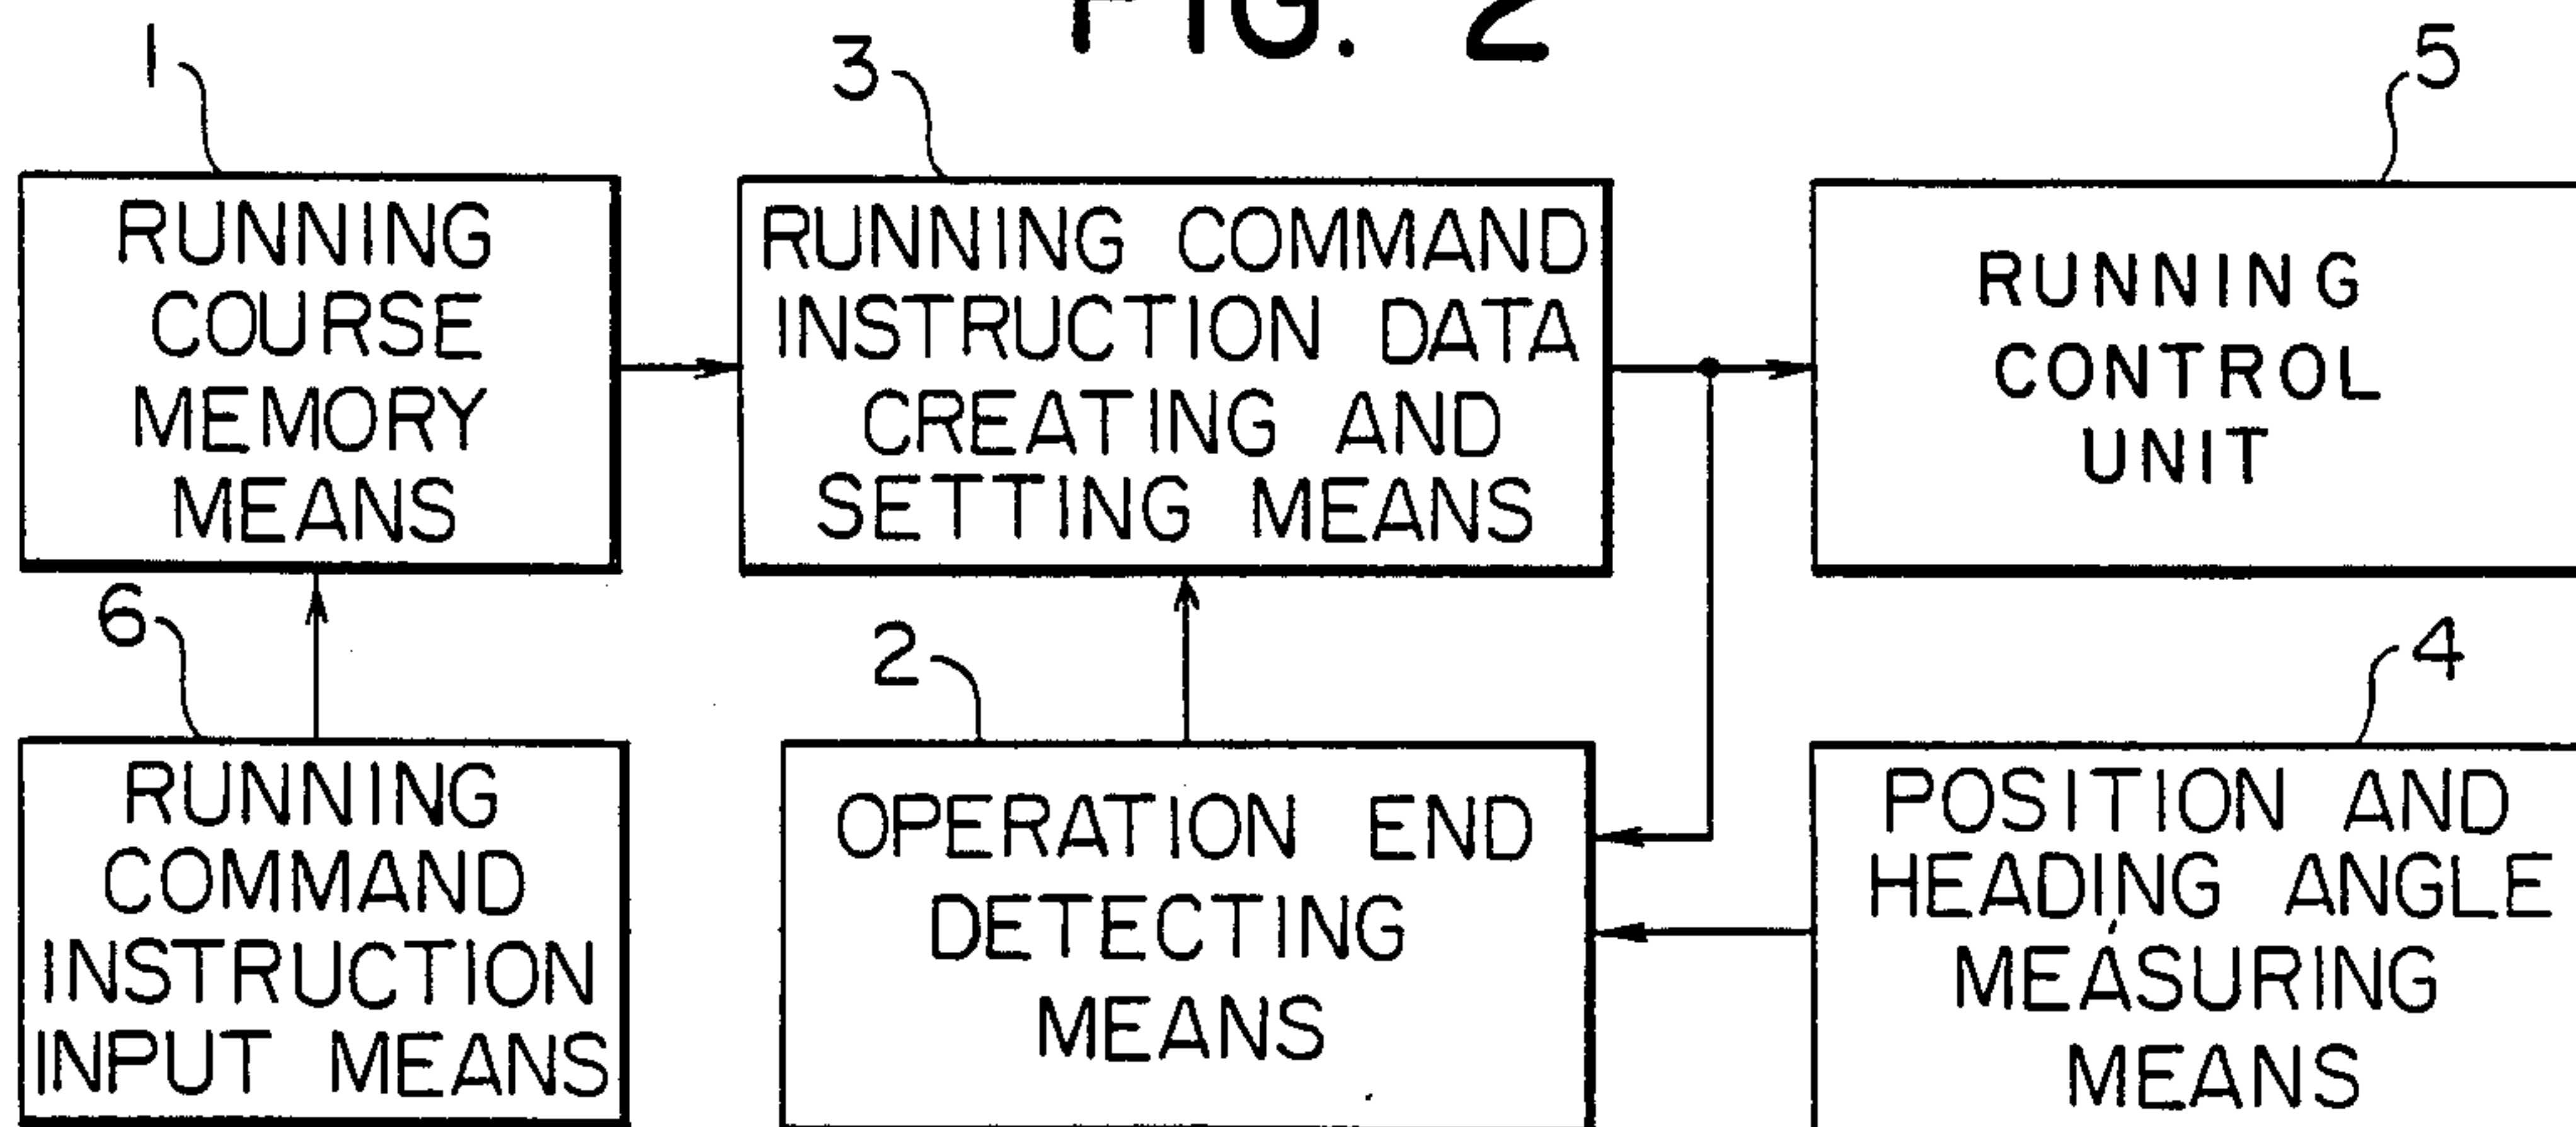 FIG. 2
1
3
5
RUNNING
COURSE
MEMORY
MEANS
RUNNING COMMAND
INSTRUCTION DATA
CREATING AND
SETTING MEANS
RUNNING
CONTROL
UNIT
6
2
4
RUNNING
COMMAND
INSTRUCTION
INPUT MEANS
OPERATION END
DETECTING
MEANS
POSITION AND
HEADING ANGLE
MEASURING
MEANS